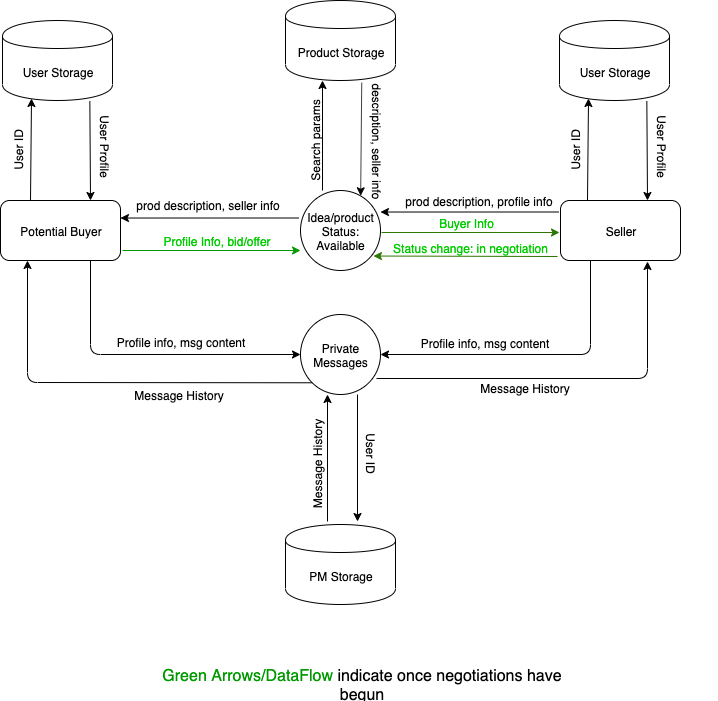 Product Storage
User Storage
User Storage
User ID
User Profile
Search params
description, seller info
User ID
User Profile
prod description, seller info
Idea/product
Status:
Available
prod description, profile info
Potential Buyer
Buyer Info
Seller
Profile Info, bid/offer
Status change: in negotiation
Profile info, msg content
Private
Messages
Profile info, msg content
Message History
Message History
Message History
User ID
PM Storage
Green Arrows/DataFlow indicate once negotiations have
begun